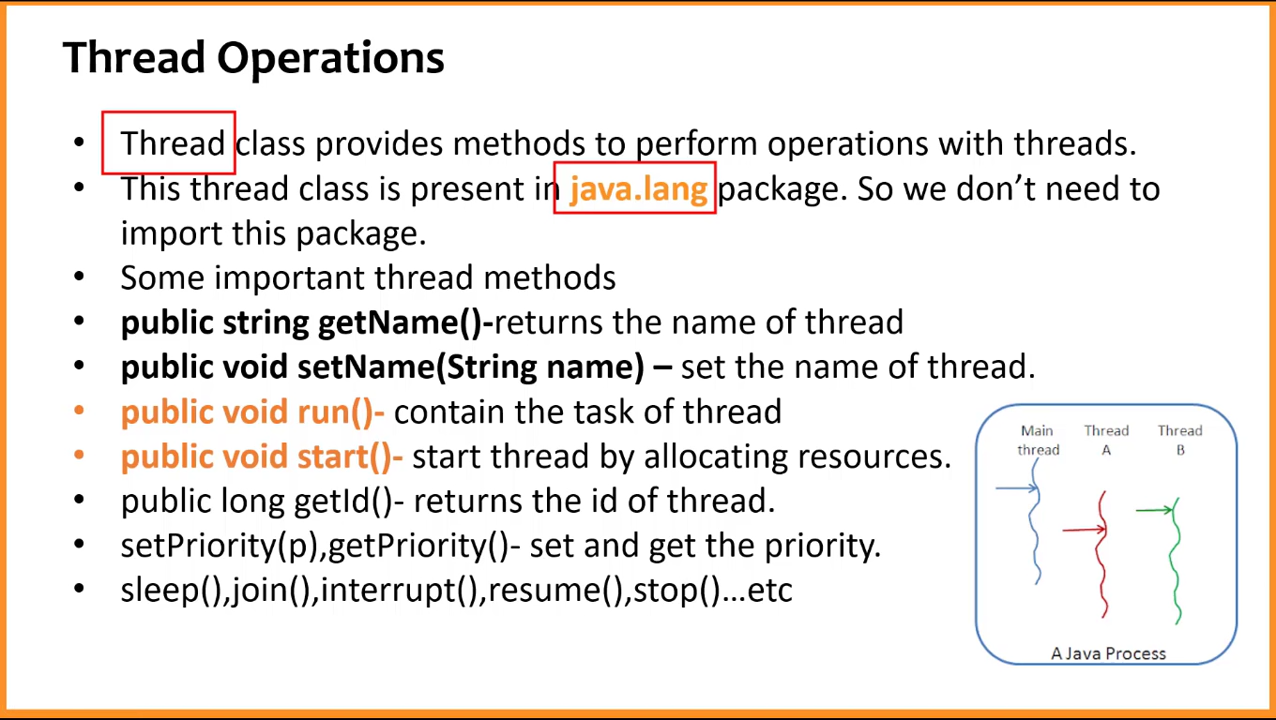 Thread Operations
• Thread class provides methods to perform operations with threads.
• This thread class is present in java.lang package. So we don’t need to
import this package.
• Some important thread methods
• public string getName()-returns the name of thread
• public void setName(String name) – set the name of thread.
• public void run()- contain the task of thread
• public void start()- start thread by allocating resources.
• public long getId()- returns the id of thread.
• setPriority(p),getPriority()- set and get the priority.
• sleep(),join(),interrupt(),resume(),stop()...etc
Main thread
Thread A
Thread B
A Java Process